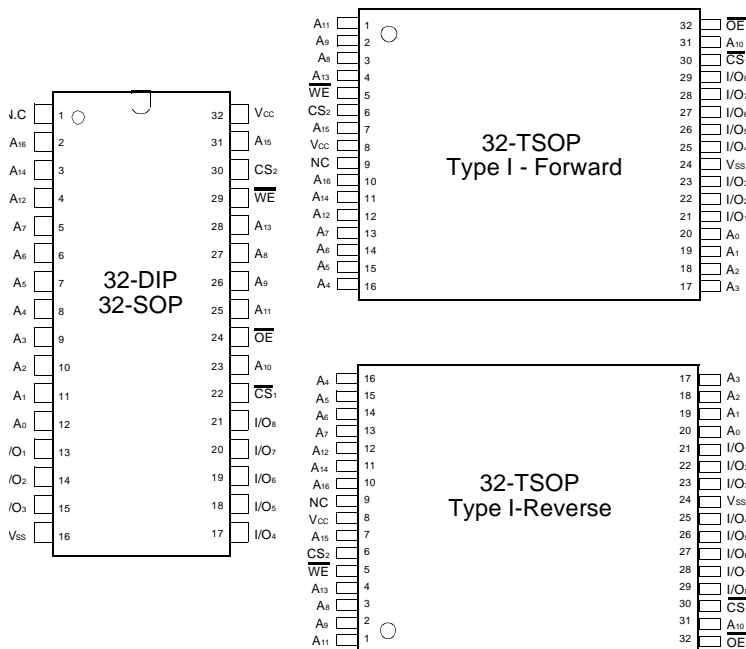 N.C 1 32 VCC
A16 2 31 A15
A14 3 30 CS2
A12 4 29 W̅E̅
A7 5 28 A13
A6 6 27 A8
A5 7 26 A9
A4 8 25 A11
A3 9 24 O̅E̅
A2 10 23 A10
A1 11 22 C̅S̅1
A0 12 21 I/O8
/O1 13 20 I/O7
/O2 14 19 I/O6
/O3 15 18 I/O5
VSS 16 17 I/O4
32-DIP
32-SOP
A11 1 32 O̅E̅
A9 2 31 A10
A8 3 30 C̅S̅
A13 4 29 I/O
W̅E̅ 5 28 I/O
CS2 6 27 I/O
A15 7 26 I/O
VCC 8 25 I/O
NC 9 24 VSS
A16 10 23 I/O
A14 11 22 I/O
A12 12 21 I/O
A7 13 20 A0
A6 14 19 A1
A5 15 18 A2
A4 16 17 A3
32-TSOP
Type I - Forward
A4 16 17 A3
A5 15 18 A2
A6 14 19 A1
A7 13 20 A0
A12 12 21 I/O
A14 11 22 I/O
A16 10 23 I/O
NC 9 24 VSS
VCC 8 25 I/O
A15 7 26 I/O
CS2 6 27 I/O
W̅E̅ 5 28 I/O
A13 4 29 I/O
A8 3 30 C̅S̅
A9 2 31 A10
A11 1 32 O̅E̅
32-TSOP
Type I-Reverse